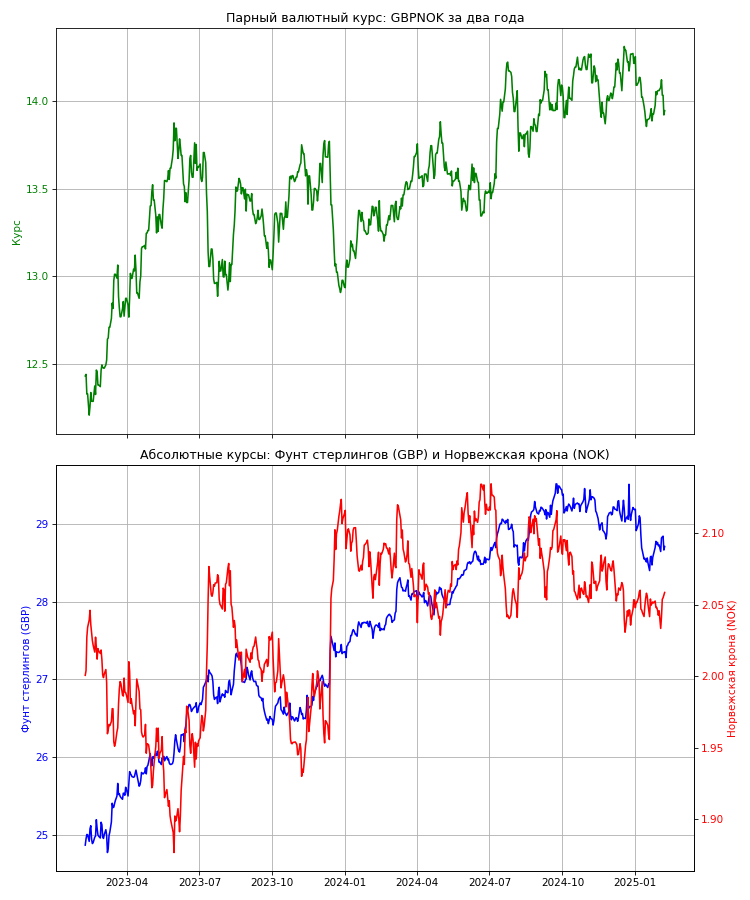 Парный валютный курс: GBPNOK за два года
14.0
13.5
13.0
12.5
Курс
Абсолютные курсы: Фунт стерлингов (GBP) и Норвежская крона (NOK)
29
28
27
26
25
Фунт стерлингов (GBP)
2.10
2.05
2.00
1.95
1.90
Норвежская крона (NOK)
2023-04 2023-07 2023-10 2024-01 2024-04 2024-07 2024-10 2025-01